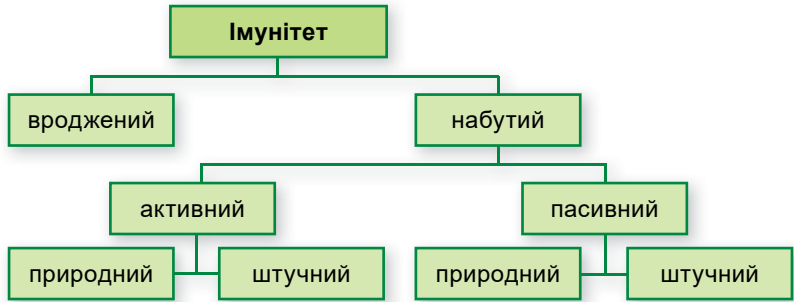 Імунітет
вроджений
набутий
активний
пасивний
природний
штучний
природний
штучний